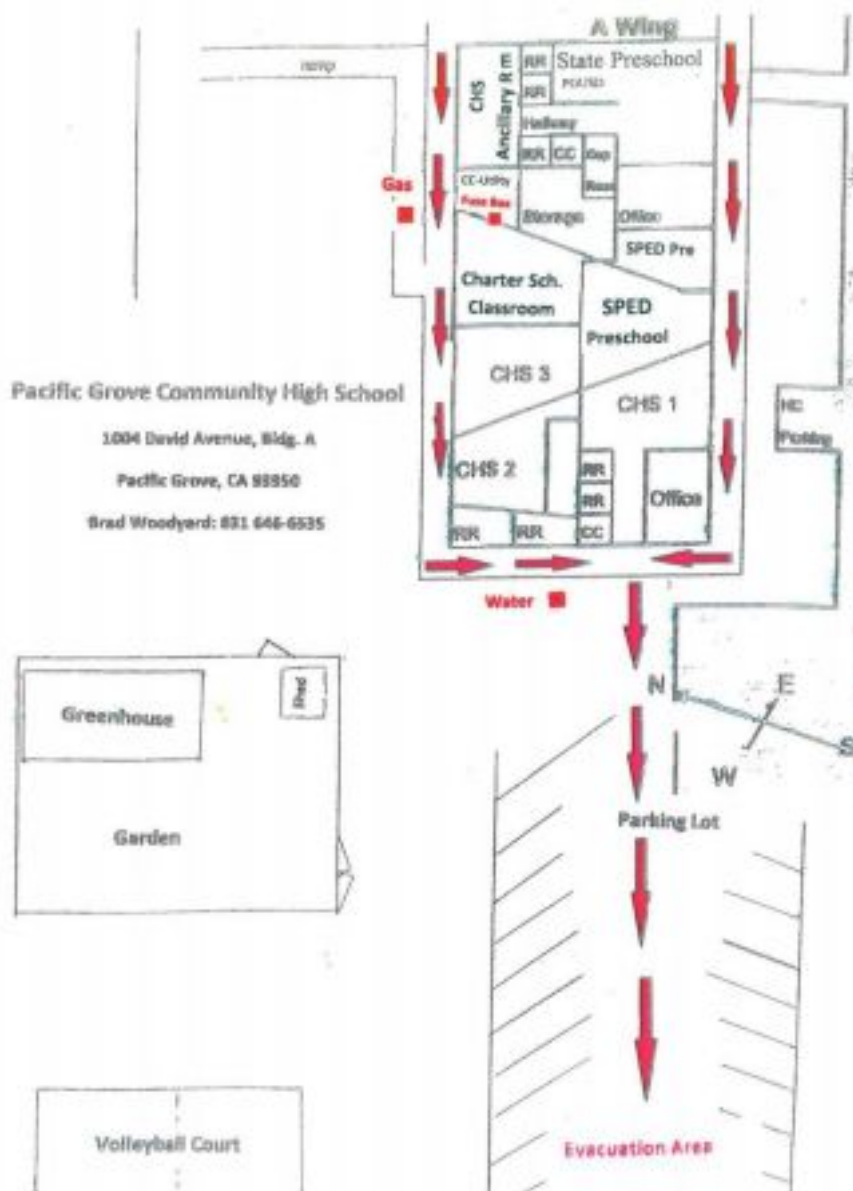 A Wing
RR
State Preschool
RR
CHS
Ancillary Rm
Hallway
RR
CC
CC-Utility
Fuse Box
Gas
Storage
Office
SPED Pre
Charter Sch.
Classroom
SPED
Preschool
CHS 3
CHS 1
Pacific Grove Community High School
1004 David Avenue, Bldg. A
Pacific Grove, CA 93950
Brad Woodyard: 831 646-6535
HC
Parking
CHS 2
RR
RR
Office
RR
RR
CC
Water
N
E
S
W
Greenhouse
Shed
Garden
Parking Lot
Volleyball Court
Evacuation Area